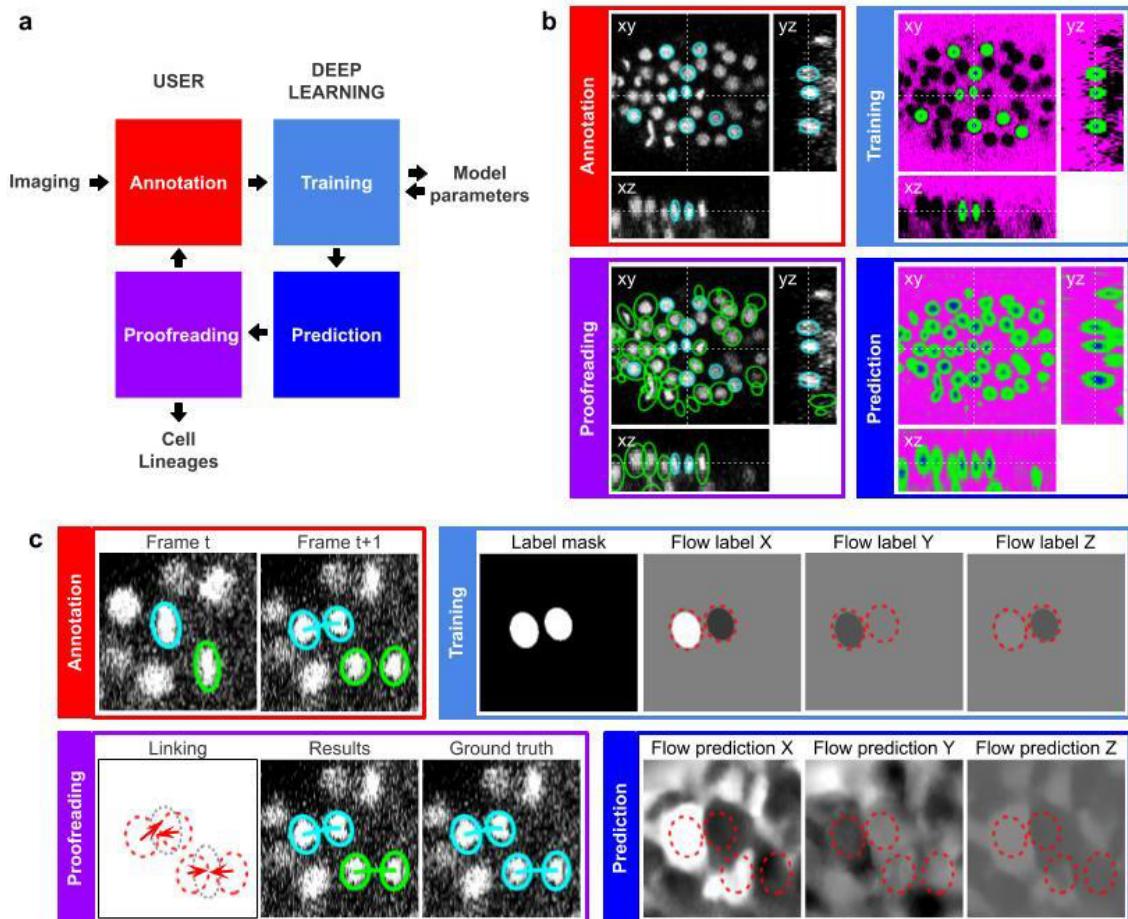 a
USER
DEEP
LEARNING
Imaging
Annotation
Training
Model
parameters
Proofreading
Prediction
Cell
Lineages
b
Annotation
xy
yz
xz
Training
xy
yz
xz
Proofreading
xy
yz
xz
Prediction
xy
yz
xz
c
Annotation
Frame t
Frame t+1
Training
Label mask
Flow label X
Flow label Y
Flow label Z
Proofreading
Linking
Results
Ground truth
Prediction
Flow prediction X
Flow prediction Y
Flow prediction Z